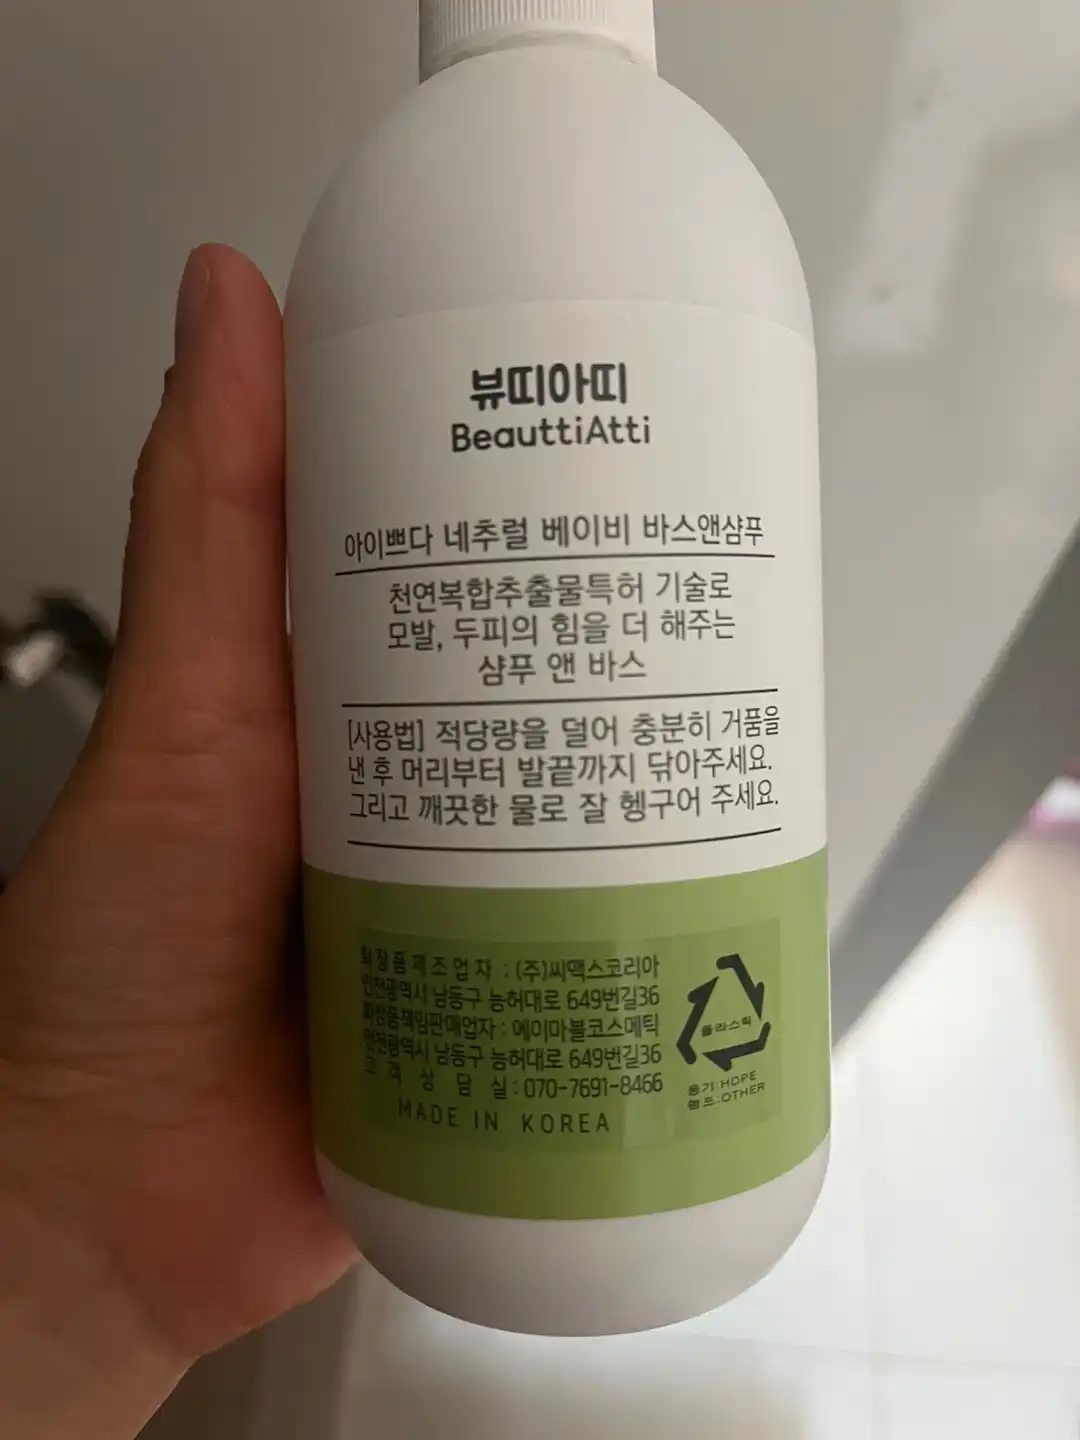 뷰띠아띠
BeauttiAtti
아이쁘다 네추럴 베이비 바스앤샴푸
천연복합추출물특허 기술로
모발, 두피의 힘을 더 해주는
샴푸 앤 바스
[사용법] 적당량을 덜어 충분히 거품을
낸 후 머리부터 발끝까지 닦아주세요.
그리고 깨끗한 물로 잘 헹구어 주세요.
화장품제조업자 : (주)씨맥스코리아
인천광역시 남동구 능허대로 649번길36
화장품책임판매업자 : 에이마블코스메틱
인천광역시 남동구 능허대로 649번길36
고객상담실 : 070-7691-8466
MADE IN KOREA
플라스틱
용기:HDPE
펌프:OTHER